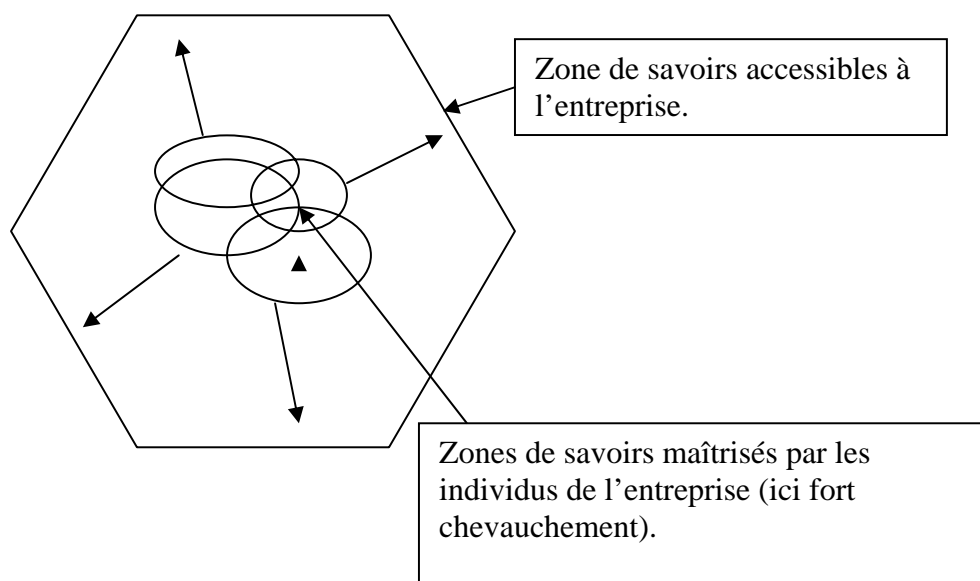 Zone de savoirs accessibles à
l’entreprise.
Zones de savoirs maîtrisés par les
individus de l’entreprise (ici fort
chevauchement).